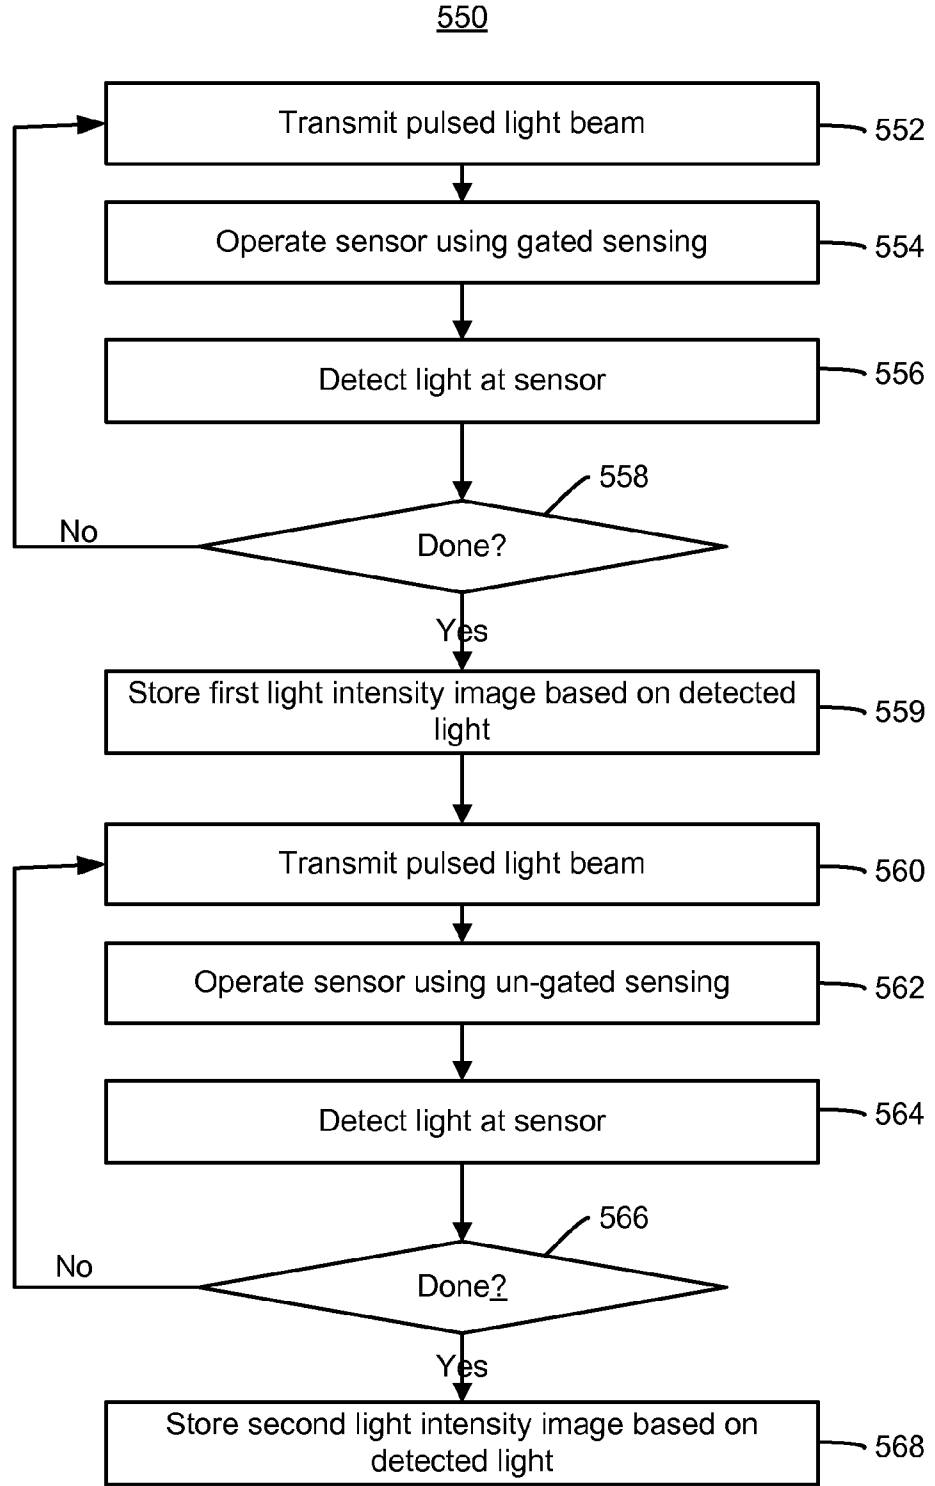 550
Transmit pulsed light beam
552
Operate sensor using gated sensing
554
Detect light at sensor
556
558
Done?
No
Yes
Store first light intensity image based on detected
light
559
Transmit pulsed light beam
560
Operate sensor using un-gated sensing
562
Detect light at sensor
564
566
Done?
No
Yes
Store second light intensity image based on
detected light
568